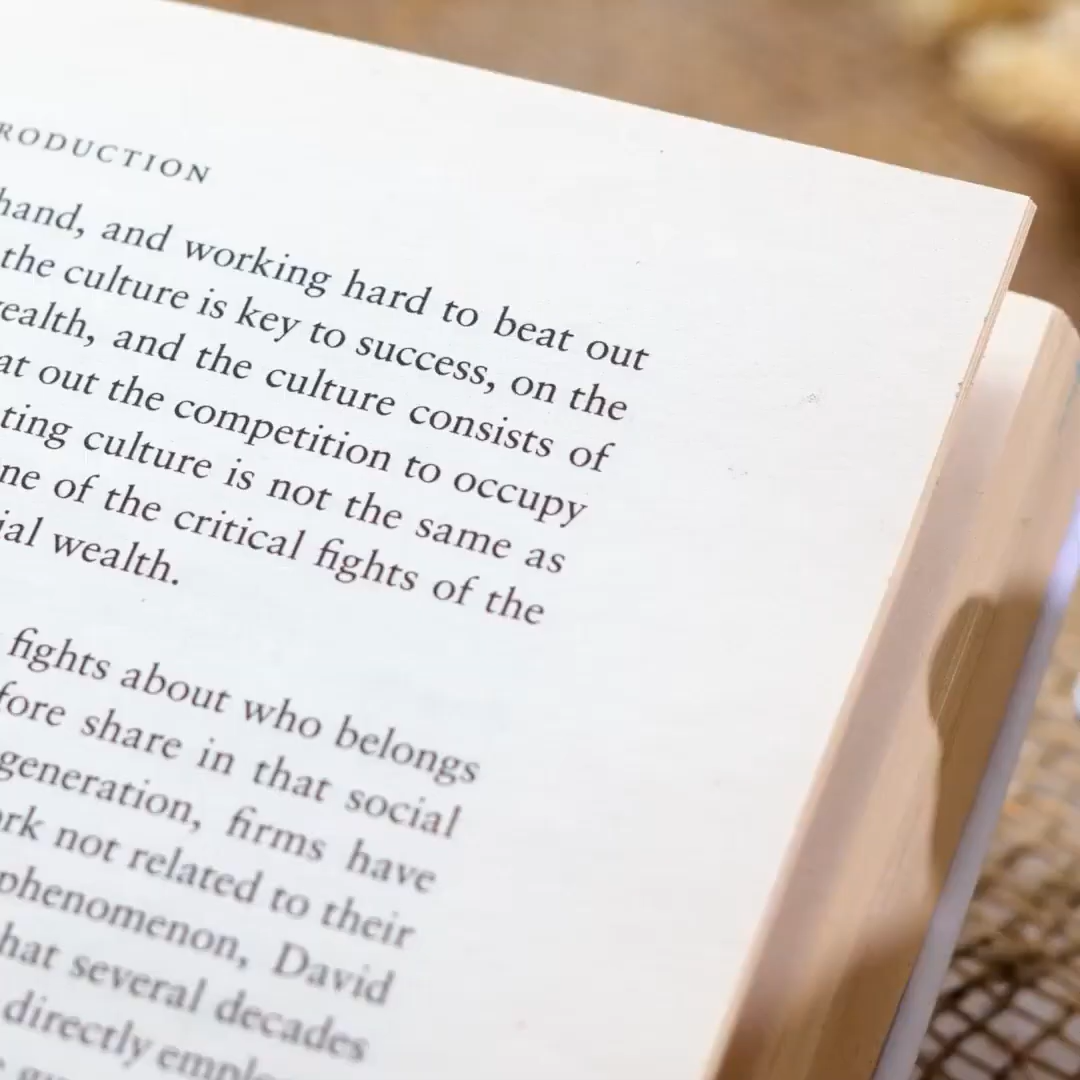 RODUCTION
hand, and working hard to beat out
the culture is key to success, on the
ealth, and the culture consists of
at out the competition to occupy
ting culture is not the same as
ne of the critical fights of the
ial wealth.
fights about who belongs
fore share in that social
generation, firms have
rk not related to their
phenomenon, David
hat several decades
directly emplo